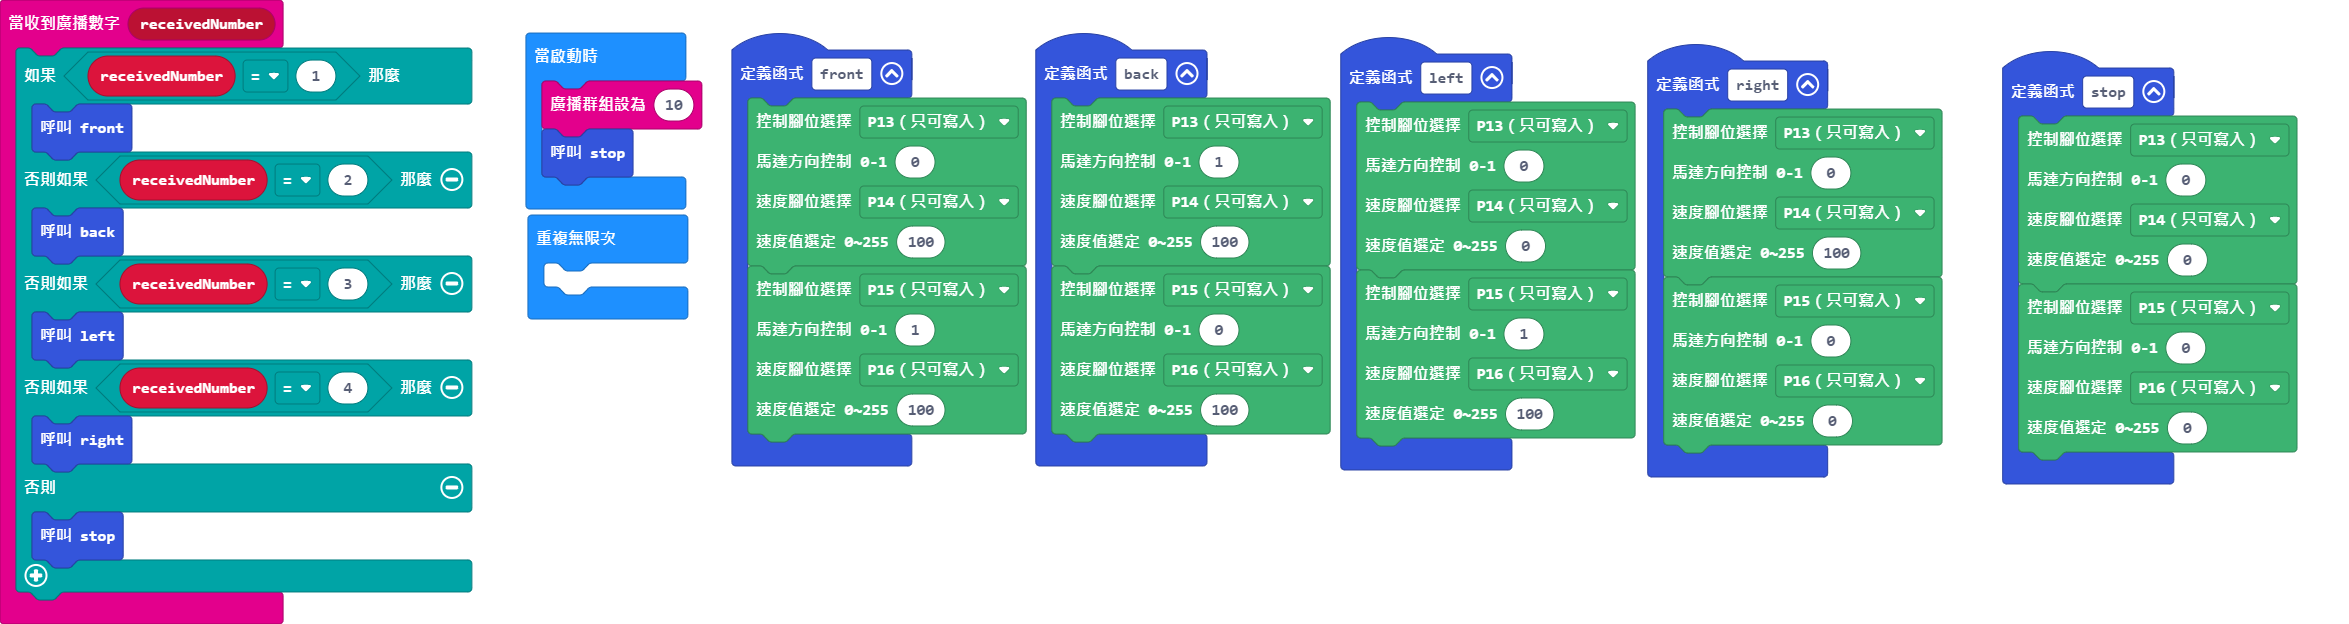 當收到廣播數字 receivedNumber
如果 receivedNumber = 1 那麼
呼叫 front
否則如果 receivedNumber = 2 那麼
呼叫 back
否則如果 receivedNumber = 3 那麼
呼叫 left
否則如果 receivedNumber = 4 那麼
呼叫 right
否則
呼叫 stop
當啟動時
廣播群組設為 10
呼叫 stop
重複無限次
定義函式 front
控制腳位選擇 P13 (只可寫入)
馬達方向控制 0-1 0
速度腳位選擇 P14 (只可寫入)
速度值選定 0~255 100
控制腳位選擇 P15 (只可寫入)
馬達方向控制 0-1 1
速度腳位選擇 P16 (只可寫入)
速度值選定 0~255 100
定義函式 back
控制腳位選擇 P13 (只可寫入)
馬達方向控制 0-1 1
速度腳位選擇 P14 (只可寫入)
速度值選定 0~255 100
控制腳位選擇 P15 (只可寫入)
馬達方向控制 0-1 0
速度腳位選擇 P16 (只可寫入)
速度值選定 0~255 100
定義函式 left
控制腳位選擇 P13 (只可寫入)
馬達方向控制 0-1 0
速度腳位選擇 P14 (只可寫入)
速度值選定 0~255 0
控制腳位選擇 P15 (只可寫入)
馬達方向控制 0-1 1
速度腳位選擇 P16 (只可寫入)
速度值選定 0~255 100
定義函式 right
控制腳位選擇 P13 (只可寫入)
馬達方向控制 0-1 0
速度腳位選擇 P14 (只可寫入)
速度值選定 0~255 100
控制腳位選擇 P15 (只可寫入)
馬達方向控制 0-1 0
速度腳位選擇 P16 (只可寫入)
速度值選定 0~255 0
定義函式 stop
控制腳位選擇 P13 (只可寫入)
馬達方向控制 0-1 0
速度腳位選擇 P14 (只可寫入)
速度值選定 0~255 0
控制腳位選擇 P15 (只可寫入)
馬達方向控制 0-1 0
速度腳位選擇 P16 (只可寫入)
速度值選定 0~255 0